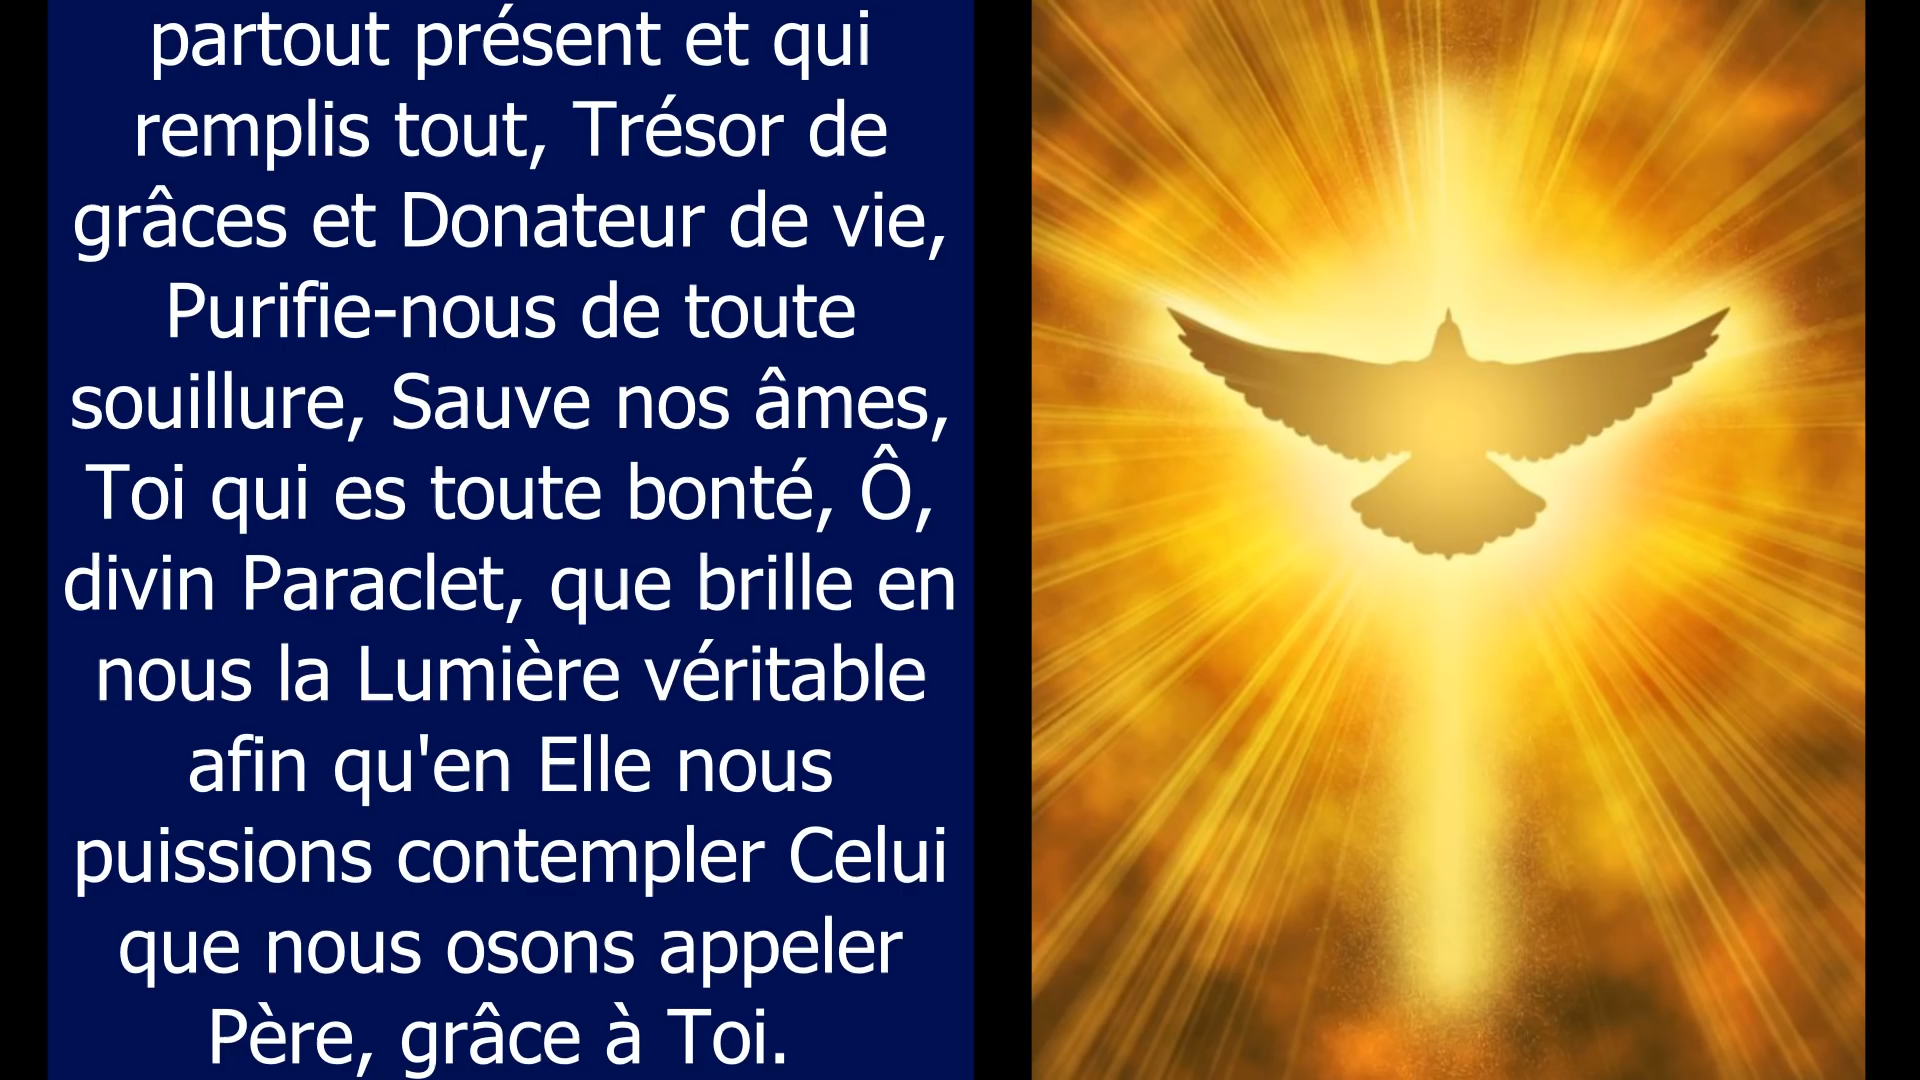 partout présent et qui
remplis tout, Trésor de
grâces et Donateur de vie,
Purifie-nous de toute
souillure, Sauve nos âmes,
Toi qui es toute bonté, Ô,
divin Paraclet, que brille en
nous la Lumière véritable
afin qu'en Elle nous
puissions contempler Celui
que nous osons appeler
Père, grâce à Toi.